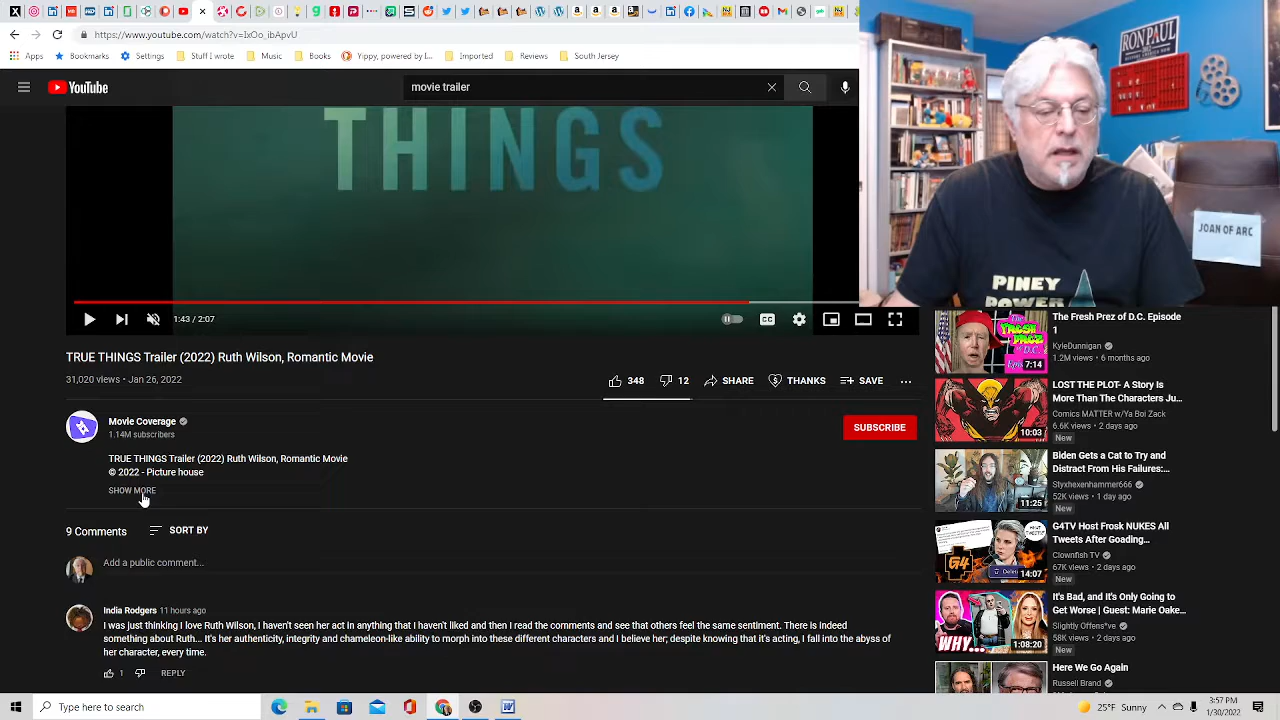 https://www.youtube.com/watch?v=1xOo_ibApvU
Apps
Bookmarks
Settings
Stuff I wrote
Music
Books
Yippy, powered by I...
Imported
Reviews
South Jersey
YouTube
movie trailer
THINGS
1:43 / 2:07
CC
TRUE THINGS Trailer (2022) Ruth Wilson, Romantic Movie
31,020 views • Jan 26, 2022
348
12
SHARE
THANKS
SAVE
Movie Coverage
1.14M subscribers
SUBSCRIBE
TRUE THINGS Trailer (2022) Ruth Wilson, Romantic Movie
© 2022 - Picture house
SHOW MORE
9 Comments
SORT BY
Add a public comment...
India Rodgers 11 hours ago
I was just thinking I love Ruth Wilson, I haven't seen her act in anything that I haven't liked and then I read the comments and see that others feel the same sentiment. There is Indeed
something about Ruth... It's her authenticity, integrity and chameleon-like ability to morph into these different characters and I believe her; despite knowing that it's acting, I fall into the abyss of
her character, every time.
1
REPLY
RON PAUL
JOAN OF ARC
PINEY
POWER
The
FRESH
PREZ
of D.C.
Epis
7:14
The Fresh Prez of D.C. Episode
1
KyleDunnigan
1.2M views • 6 months ago
10:03
LOST THE PLOT- A Story Is
More Than The Characters Ju...
Comics MATTER w/Ya Boi Zack
6.6K views • 2 days ago
New
11:25
Biden Gets a Cat to Try and
Distract From His Failures:...
Styxhexenhammer666
52K views • 1 day ago
New
G4
Delet
14:07
G4TV Host Frosk NUKES All
Tweets After Goading...
Clownfish TV
67K views • 2 days ago
New
WHY...
1:08:20
It's Bad, and It's Only Going to
Get Worse | Guest: Marie Oake...
Slightly Offens*ve
58K views • 2 days ago
New
Here We Go Again
Russell Brand
Type here to search
25°F Sunny
3:57 PM
1/30/2022